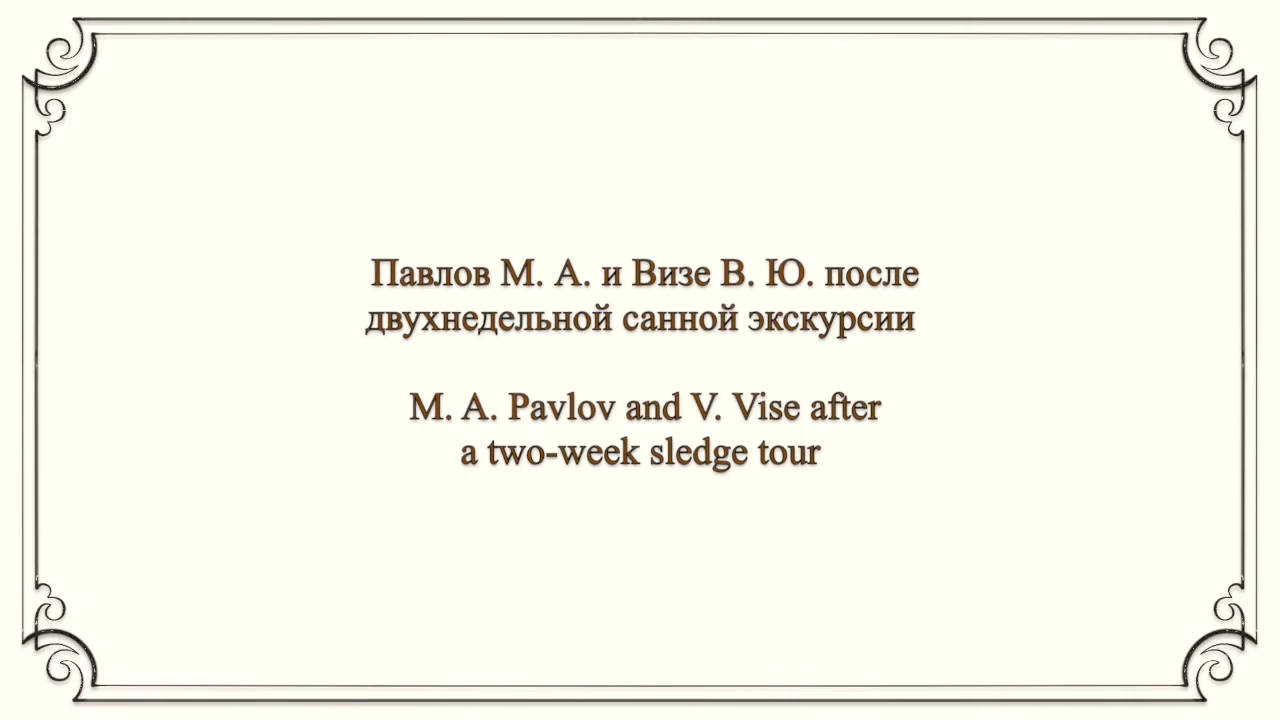 Павлов М. А. и Визе В. Ю. после
двухнедельной санной экскурсии
M. A. Pavlov and V. Vise after
a two-week sledge tour